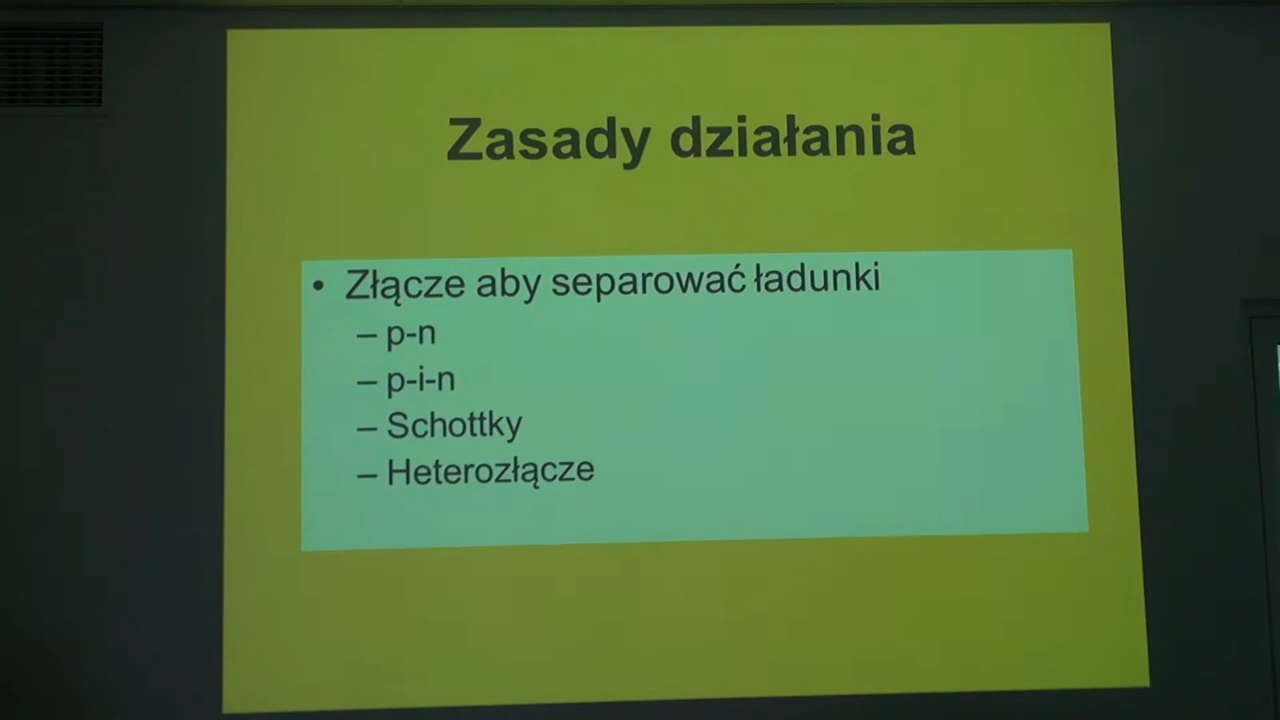 Zasady działania
• Złącze aby separować ładunki
– p-n
– p-i-n
– Schottky
– Heterozłącze